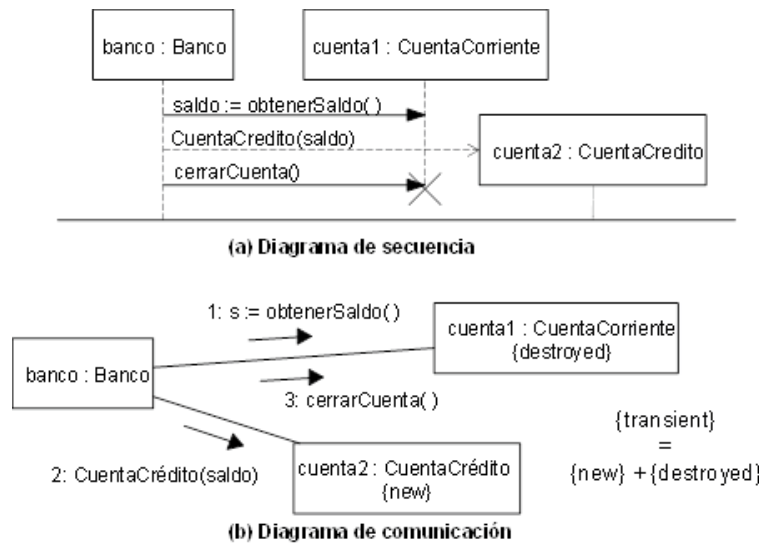 banco : Banco
cuenta1 : CuentaCorriente
saldo := obtenerSaldo( )
CuentaCredito(saldo)
cuenta2 : CuentaCredito
cerrarCuenta()
(a) Diagrama de secuencia
1: s := obtenerSaldo( )
cuenta1 : CuentaCorriente
{destroyed}
banco : Banco
3: cerrarCuenta( )
{transient}
=
{new} +{destroyed}
2: CuentaCrédito(saldo)
cuenta2 : CuentaCrédito
{new}
(b) Diagrama de comunicación